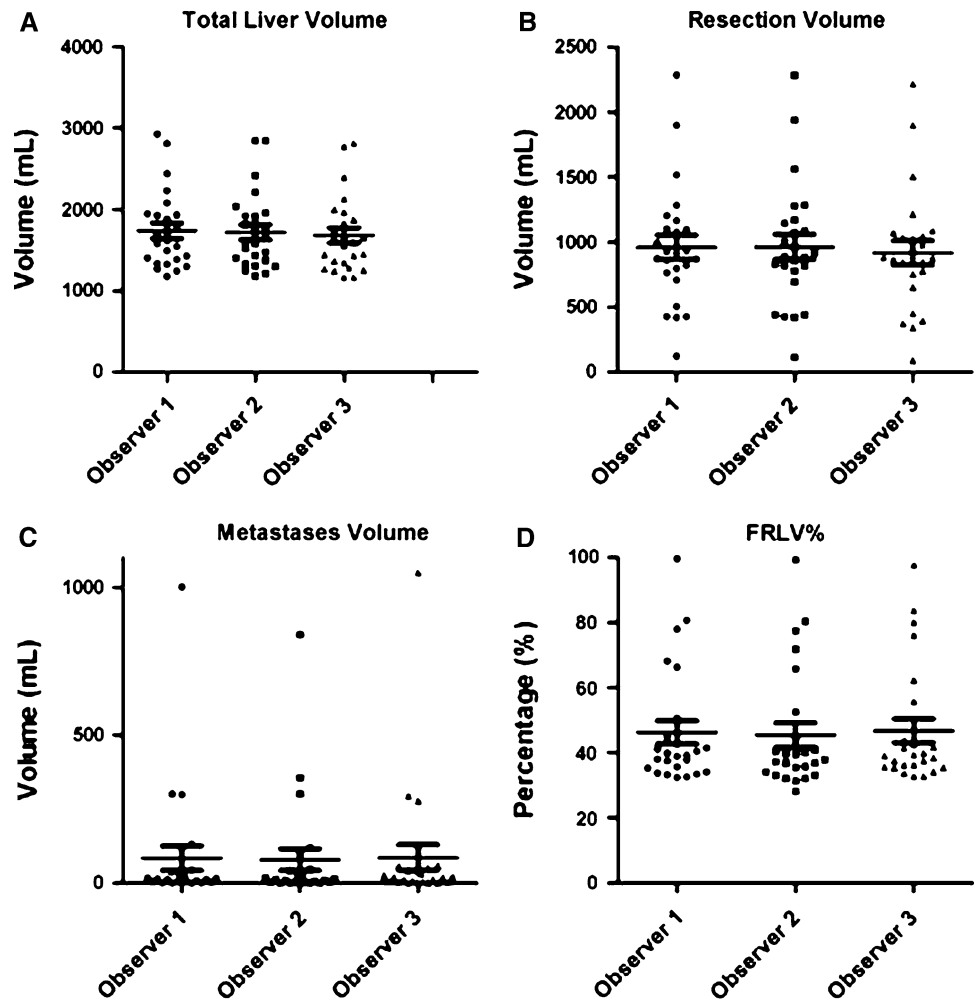 A
Total Liver Volume
Volume (mL)
4000
3000
2000
1000
0
Observer 1
Observer 2
Observer 3
B
Resection Volume
Volume (mL)
2500
2000
1500
1000
500
0
Observer 1
Observer 2
Observer 3
C
Metastases Volume
Volume (mL)
1000
500
0
Observer 1
Observer 2
Observer 3
D
FRLV%
Percentage (%)
100
80
60
40
20
0
Observer 1
Observer 2
Observer 3